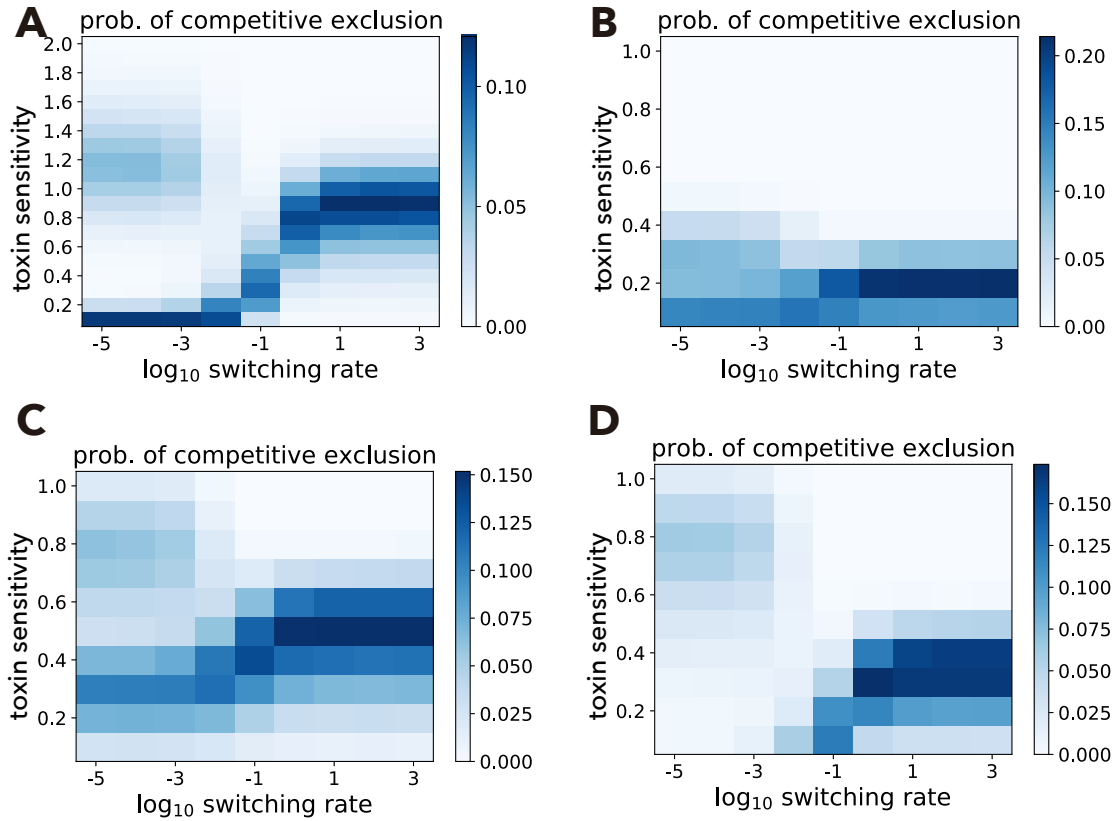 A
prob. of competitive exclusion
2.0
1.8
1.6
1.4
1.2
1.0
0.8
0.6
0.4
0.2
toxin sensitivity
-5 -3 -1 1 3
log₁₀ switching rate
0.10
0.05
0.00
B
prob. of competitive exclusion
1.0
0.8
0.6
0.4
0.2
toxin sensitivity
-5 -3 -1 1 3
log₁₀ switching rate
0.20
0.15
0.10
0.05
0.00
C
prob. of competitive exclusion
1.0
0.8
0.6
0.4
0.2
toxin sensitivity
-5 -3 -1 1 3
log₁₀ switching rate
0.150
0.125
0.100
0.075
0.050
0.025
0.000
D
prob. of competitive exclusion
1.0
0.8
0.6
0.4
0.2
toxin sensitivity
-5 -3 -1 1 3
log₁₀ switching rate
0.150
0.125
0.100
0.075
0.050
0.025
0.000